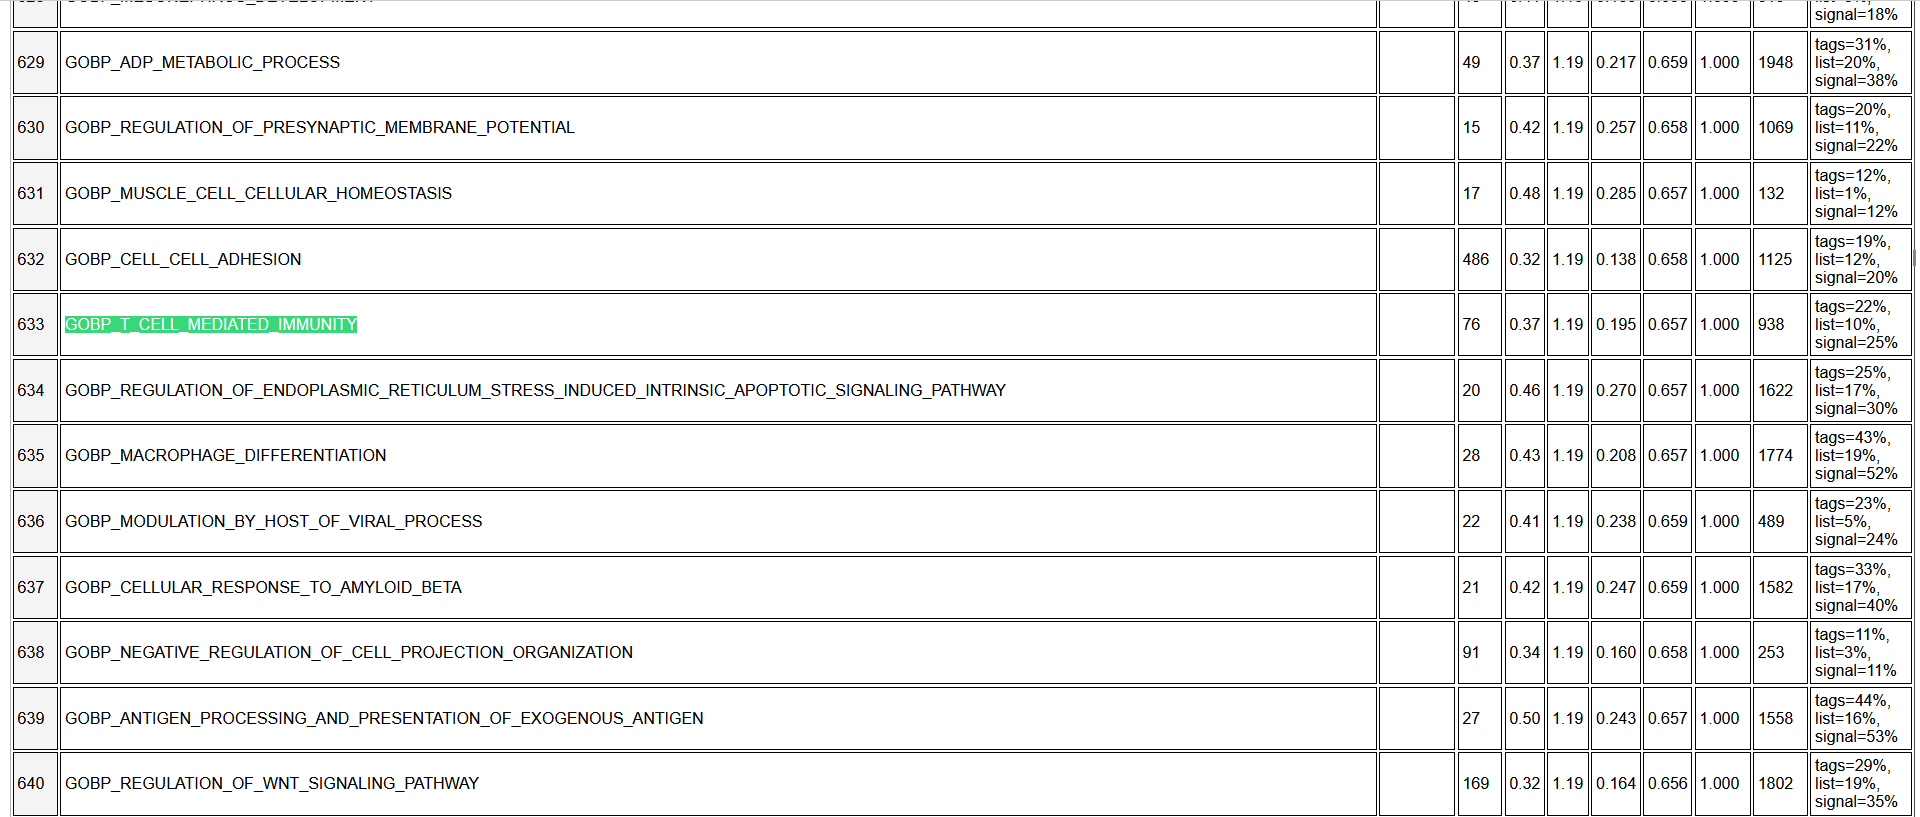 signal=18%
629 GOBP_ADP_METABOLIC_PROCESS 49 0.37 1.19 0.217 0.659 1.000 1948 tags=31%, list=20%, signal=38%
630 GOBP_REGULATION_OF_PRESYNAPTIC_MEMBRANE_POTENTIAL 15 0.42 1.19 0.257 0.658 1.000 1069 tags=20%, list=11%, signal=22%
631 GOBP_MUSCLE_CELL_CELLULAR_HOMEOSTASIS 17 0.48 1.19 0.285 0.657 1.000 132 tags=12%, list=1%, signal=12%
632 GOBP_CELL_CELL_ADHESION 486 0.32 1.19 0.138 0.658 1.000 1125 tags=19%, list=12%, signal=20%
633 GOBP_T_CELL_MEDIATED_IMMUNITY 76 0.37 1.19 0.195 0.657 1.000 938 tags=22%, list=10%, signal=25%
634 GOBP_REGULATION_OF_ENDOPLASMIC_RETICULUM_STRESS_INDUCED_INTRINSIC_APOPTOTIC_SIGNALING_PATHWAY 20 0.46 1.19 0.270 0.657 1.000 1622 tags=25%, list=17%, signal=30%
635 GOBP_MACROPHAGE_DIFFERENTIATION 28 0.43 1.19 0.208 0.657 1.000 1774 tags=43%, list=19%, signal=52%
636 GOBP_MODULATION_BY_HOST_OF_VIRAL_PROCESS 22 0.41 1.19 0.238 0.659 1.000 489 tags=23%, list=5%, signal=24%
637 GOBP_CELLULAR_RESPONSE_TO_AMYLOID_BETA 21 0.42 1.19 0.247 0.659 1.000 1582 tags=33%, list=17%, signal=40%
638 GOBP_NEGATIVE_REGULATION_OF_CELL_PROJECTION_ORGANIZATION 91 0.34 1.19 0.160 0.658 1.000 253 tags=11%, list=3%, signal=11%
639 GOBP_ANTIGEN_PROCESSING_AND_PRESENTATION_OF_EXOGENOUS_ANTIGEN 27 0.50 1.19 0.243 0.657 1.000 1558 tags=44%, list=16%, signal=53%
640 GOBP_REGULATION_OF_WNT_SIGNALING_PATHWAY 169 0.32 1.19 0.164 0.656 1.000 1802 tags=29%, list=19%, signal=35%